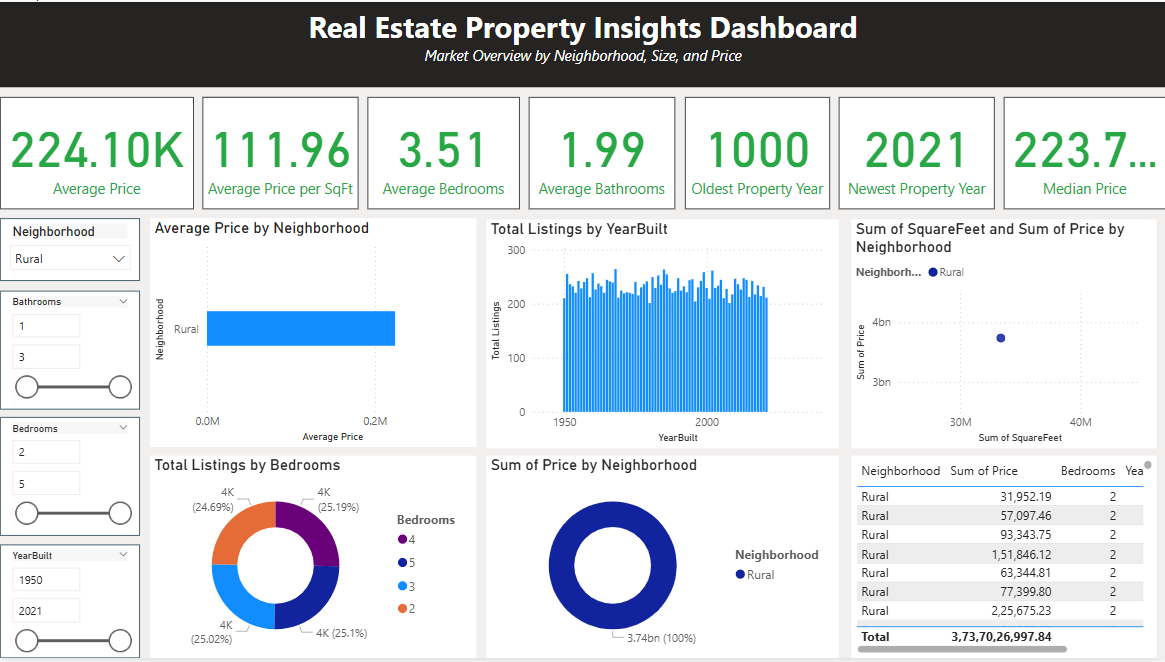 Real Estate Property Insights Dashboard
Market Overview by Neighborhood, Size, and Price
224.10K
Average Price
111.96
Average Price per SqFt
3.51
Average Bedrooms
1.99
Average Bathrooms
1000
Oldest Property Year
2021
Newest Property Year
223.7...
Median Price
Neighborhood
Rural
Bathrooms
1
3
Bedrooms
2
5
YearBuilt
1950
2021
Average Price by Neighborhood
Neighborhood
Rural
0.0M
0.2M
Average Price
Total Listings by YearBuilt
Total Listings
300
200
100
0
1950
2000
YearBuilt
Sum of SquareFeet and Sum of Price by
Neighborhood
Neighborh... Rural
Sum of Price
4bn
3bn
30M
40M
Sum of SquareFeet
Total Listings by Bedrooms
4K
(24.69%)
4K
(25.19%)
4K
(25.02%)
4K (25.1%)
Bedrooms
4
5
3
2
Sum of Price by Neighborhood
3.74bn (100%)
Neighborhood
Rural
Neighborhood Sum of Price Bedrooms Yea
Rural 31,952.19 2
Rural 57,097.46 2
Rural 93,343.75 2
Rural 1,51,846.12 2
Rural 63,344.81 2
Rural 77,399.80 2
Rural 2,25,675.23 2
Total 3,73,70,26,997.84